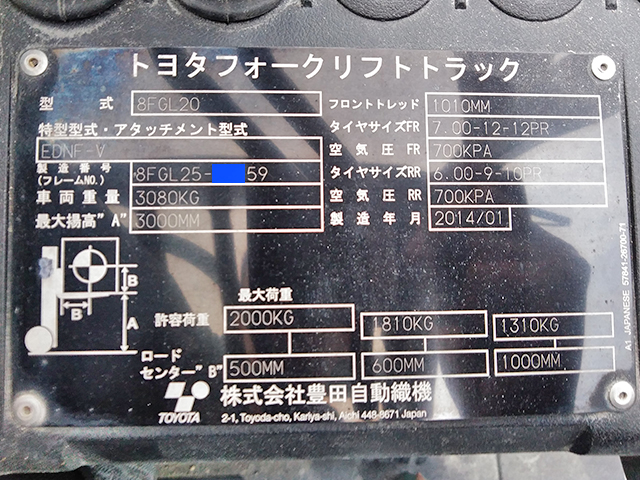 トヨタフォークリフトトラック
型式 8FGL20 フロントトレッド 1010MM
特型型式・アタッチメント型式 タイヤサイズFR 7.00-12-12PR
EDNF-V 空気圧 FR 700KPA
製造番号 (フレームNO.) 8FGL25- 59 タイヤサイズRR 6.00-9-10PR
車両重量 3080KG 空気圧 RR 700KPA
最大揚高"A" 3000MM 製造年月 2014/01
B
B
A
最大荷重
許容荷重 2000KG 1810KG 1310KG
ロードセンター"B" 500MM 600MM 1000MM
TOYOTA 株式会社豊田自動織機
2-1, Toyoda-cho, Kariya-shi, Aichi 448-8671 Japan
A1 JAPANESE 57841-26700-71